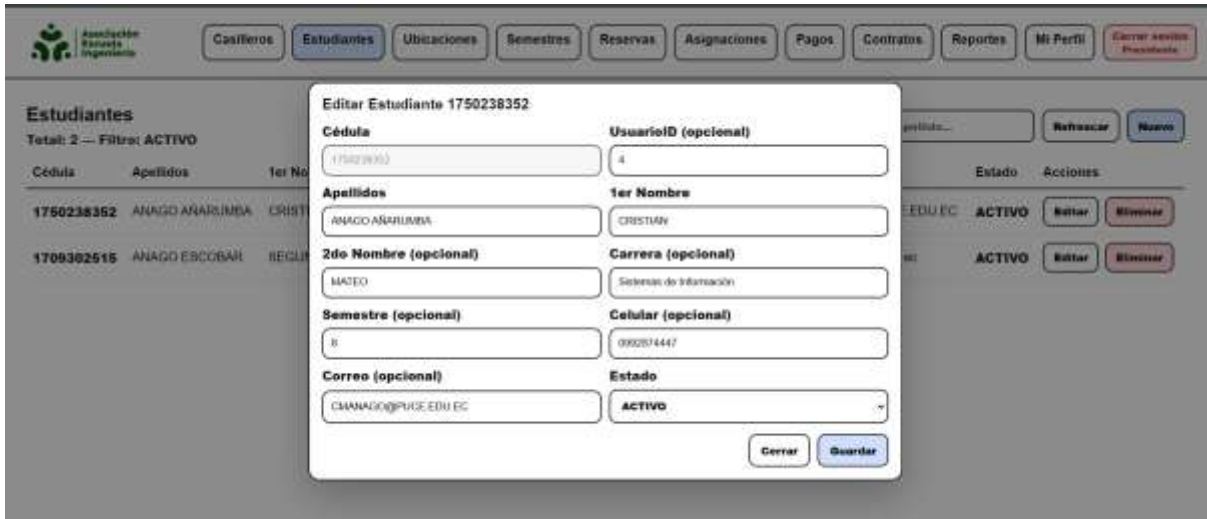 Asociación
Escuela
Ingeniería
Casilleros Estudiantes Ubicaciones Semestres Reservas Asignaciones Pagos Contratos Reportes Mi Perfil Cerrar sesión
Presidente
Estudiantes
Total: 2 — Filtro: ACTIVO
Refrescar Nuevo
Cédula Apellidos 1er No Estado Acciones
1750238352 ANAGO AÑARUMBA CRISTI EDU.EC ACTIVO Editar Eliminar
1709302515 ANAGO ESCOBAR SEGUN ACTIVO Editar Eliminar
Editar Estudiante 1750238352
Cédula UsuarioID (opcional)
1750238352 4
Apellidos 1er Nombre
ANAGO AÑARUMBA CRISTIAN
2do Nombre (opcional) Carrera (opcional)
MATEO Sistemas de Información
Semestre (opcional) Celular (opcional)
8 0992874447
Correo (opcional) Estado
CMANAGO@PUCE.EDU.EC ACTIVO
Cerrar Guardar